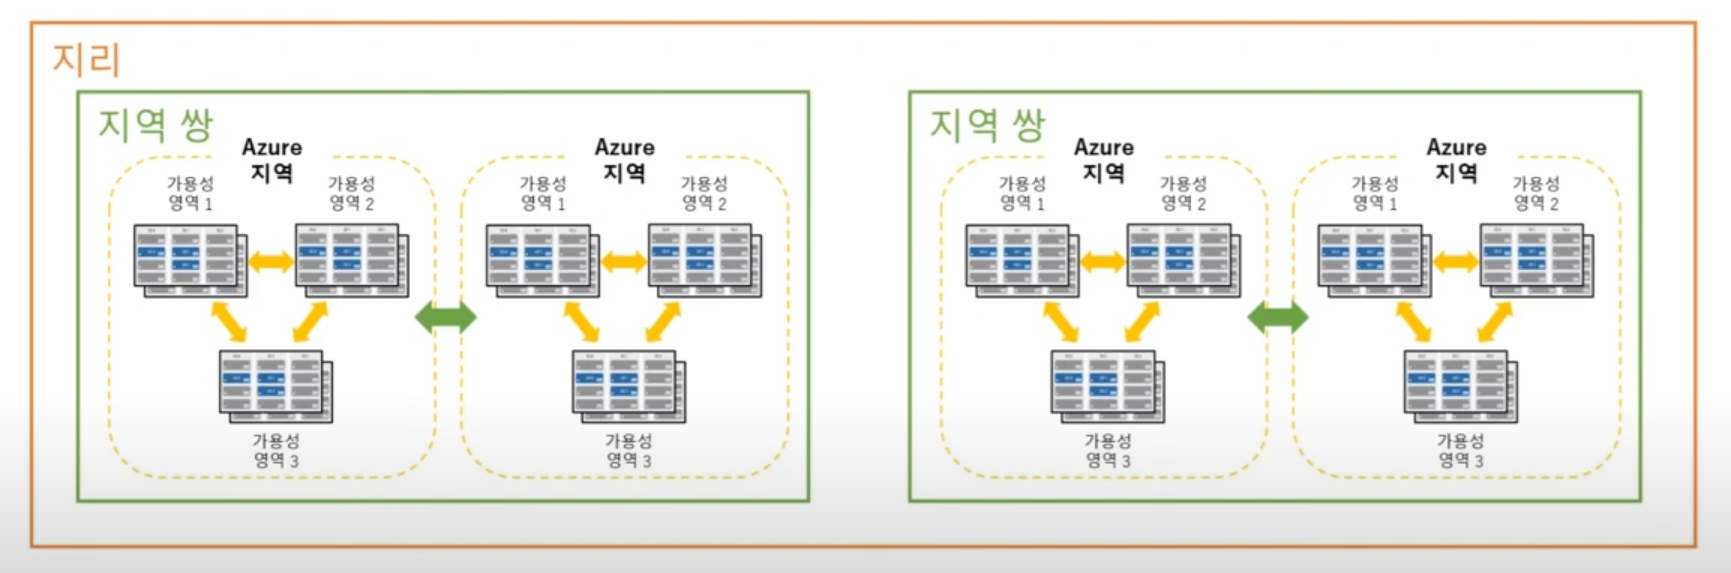 지리
지역 쌍
Azure
지역
가용성
영역 1
가용성
영역 2
가용성
영역 3
Azure
지역
가용성
영역 1
가용성
영역 2
가용성
영역 3
지역 쌍
Azure
지역
가용성
영역 1
가용성
영역 2
가용성
영역 3
Azure
지역
가용성
영역 1
가용성
영역 2
가용성
영역 3